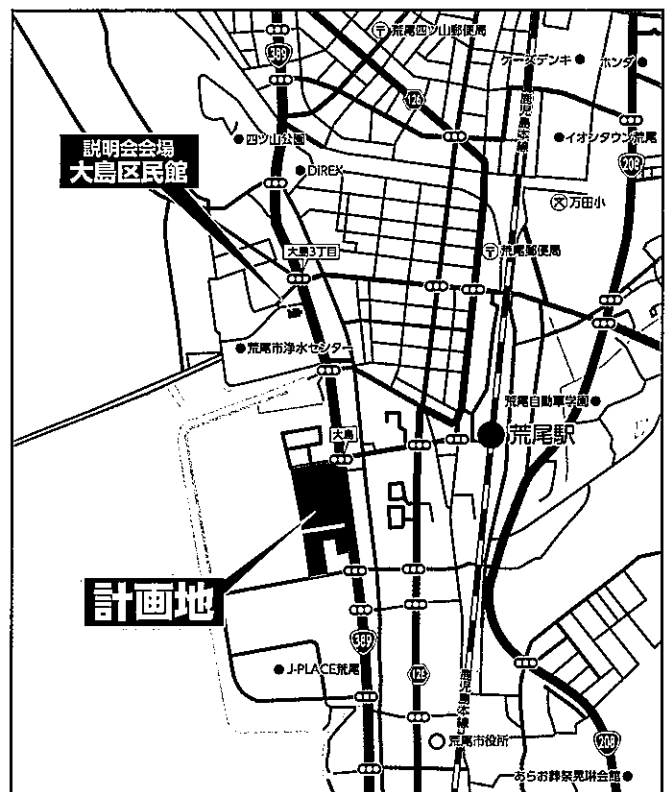 389
荒尾四ツ山郵便局
ケーズデンキ
ホンダ
126
鹿児島本線
四ツ山公園
イオンタウン荒尾
208
説明会会場
大島区民館
DiREX
万田小
大島3丁目
荒尾郵便局
荒尾市浄水センター
荒尾自動車学園
荒尾駅
大島
計画地
389
J-PLACE荒尾
126
鹿児島本線
荒尾市役所
208
あらお葬祭晃琳会館